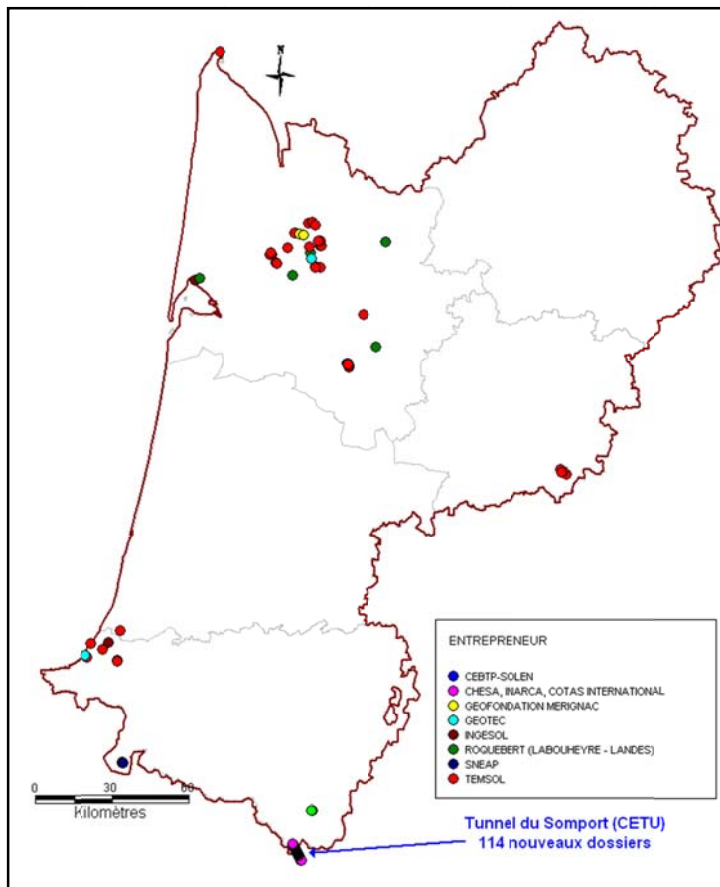 N
ENTREPRENEUR
CEBTP-SOLEN
CHESA, INARCA, COTAS INTERNATIONAL
GEOFONDATION MERIGNAC
GEOTEC
INGESOL
ROQUEBERT (LABOUHEYRE - LANDES)
SNEAP
TEMSOL
0 30 60
Kilomètres
Tunnel du Somport (CETU)
114 nouveaux dossiers